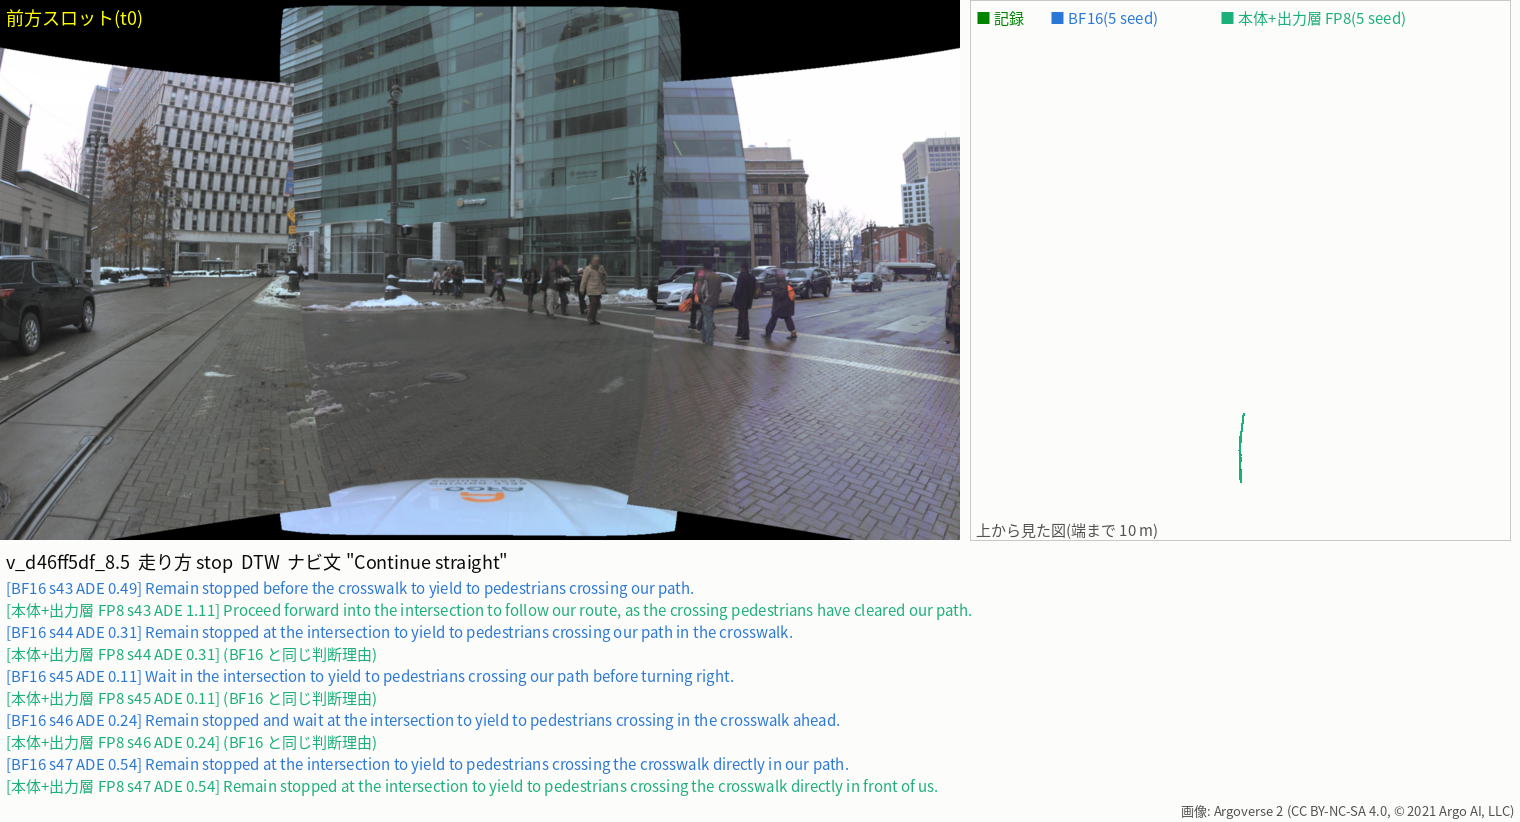 前方スロット(t0)
■ 記録 ■ BF16(5 seed) ■ 本体+出力層 FP8(5 seed)
上から見た図(端まで 10 m)
v_d46ff5df_8.5 走り方 stop DTW ナビ文 "Continue straight"
[BF16 s43 ADE 0.49] Remain stopped before the crosswalk to yield to pedestrians crossing our path.
[本体+出力層 FP8 s43 ADE 1.11] Proceed forward into the intersection to follow our route, as the crossing pedestrians have cleared our path.
[BF16 s44 ADE 0.31] Remain stopped at the intersection to yield to pedestrians crossing our path in the crosswalk.
[本体+出力層 FP8 s44 ADE 0.31] (BF16 と同じ判断理由)
[BF16 s45 ADE 0.11] Wait in the intersection to yield to pedestrians crossing our path before turning right.
[本体+出力層 FP8 s45 ADE 0.11] (BF16 と同じ判断理由)
[BF16 s46 ADE 0.24] Remain stopped and wait at the intersection to yield to pedestrians crossing in the crosswalk ahead.
[本体+出力層 FP8 s46 ADE 0.24] (BF16 と同じ判断理由)
[BF16 s47 ADE 0.54] Remain stopped at the intersection to yield to pedestrians crossing the crosswalk directly in our path.
[本体+出力層 FP8 s47 ADE 0.54] Remain stopped at the intersection to yield to pedestrians crossing the crosswalk directly in front of us.
画像: Argoverse 2 (CC BY-NC-SA 4.0, © 2021 Argo AI, LLC)